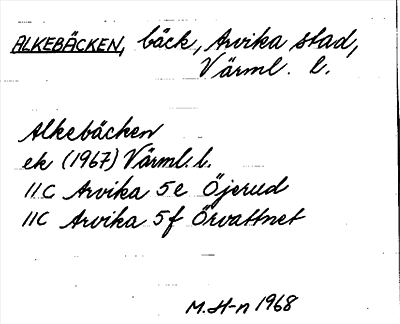 ALKEBÄCKEN, bäck, Arvika stad,
Värml. l.
Alkebäcken
ek (1967) Värml. l.
11C Arvika 5e Öjerud
11C Arvika 5f Örvattnet
M. H-n 1968